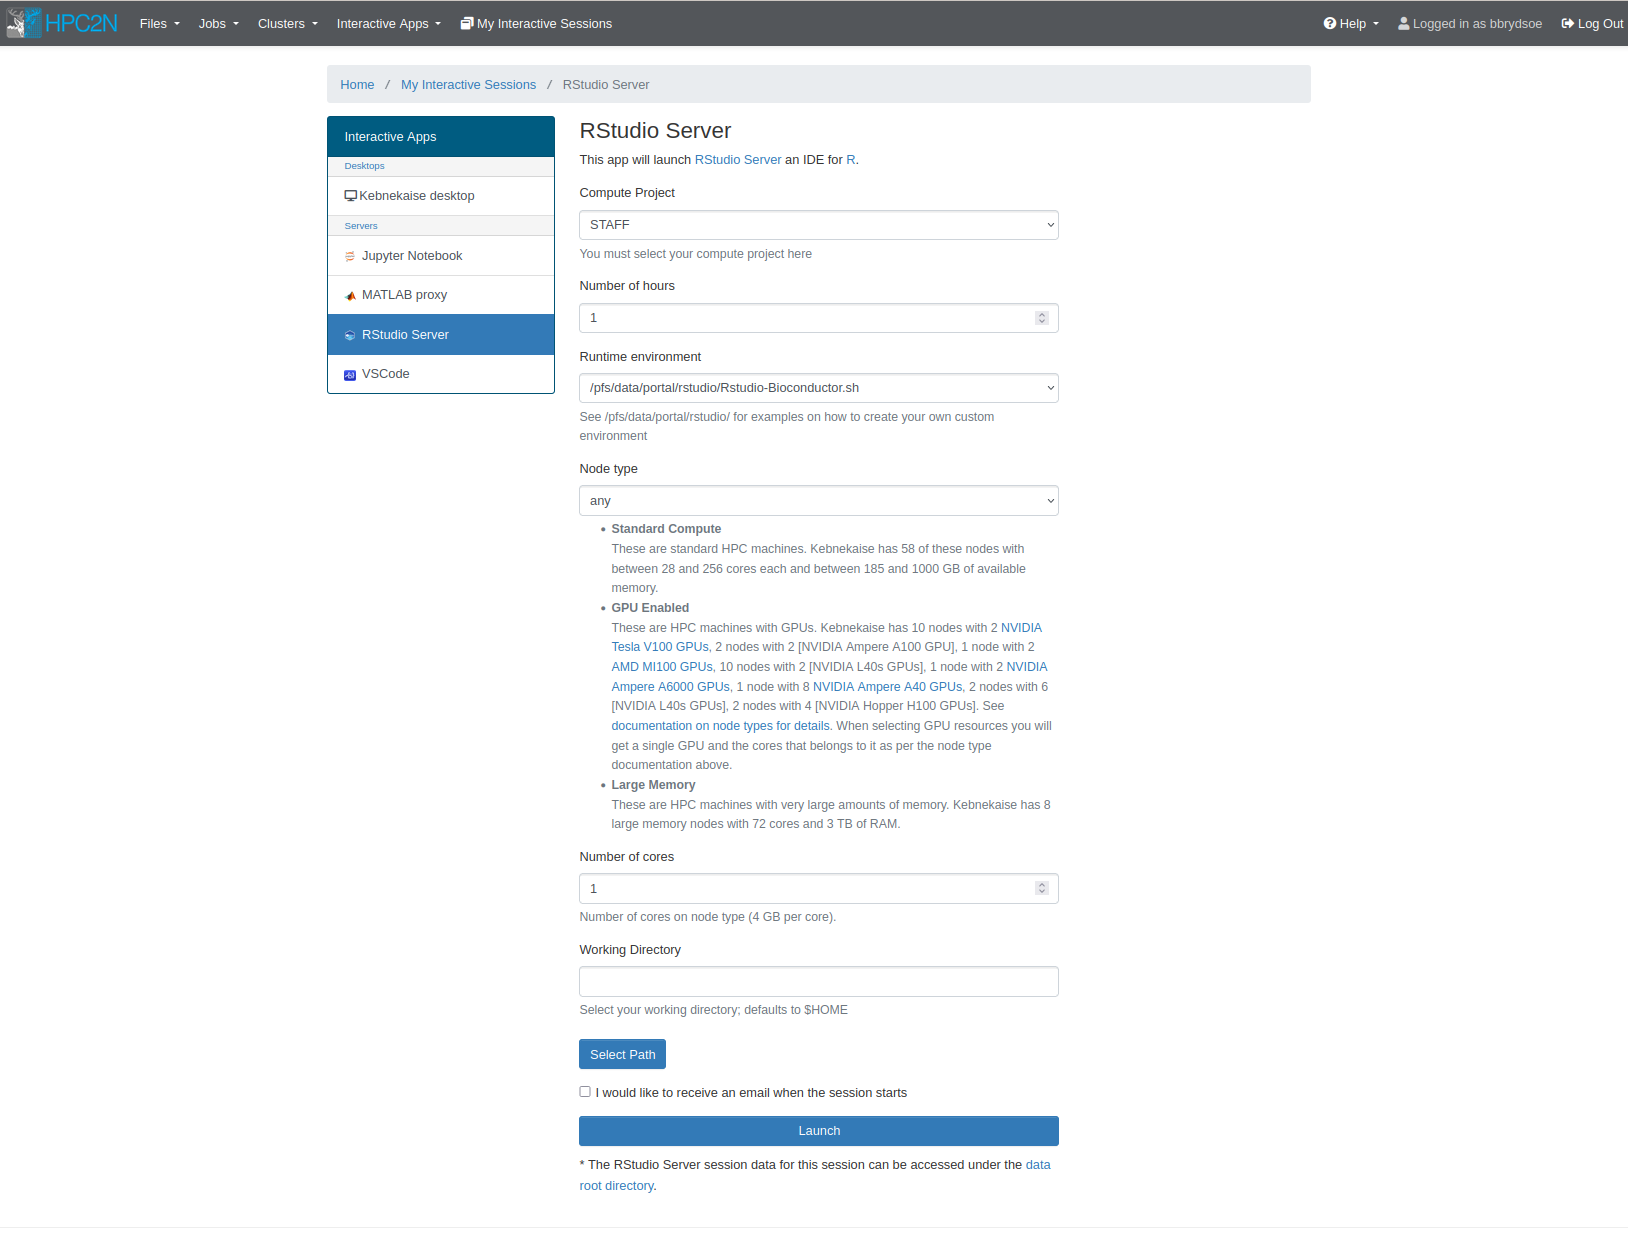 HPC2N Files Jobs Clusters Interactive Apps My Interactive Sessions Help Logged in as bbrydsoe Log Out
Home / My Interactive Sessions / RStudio Server
Interactive Apps
Desktops
Kebnekaise desktop
Servers
Jupyter Notebook
MATLAB proxy
RStudio Server
VSCode
RStudio Server
This app will launch RStudio Server an IDE for R.
Compute Project
STAFF
You must select your compute project here
Number of hours
1
Runtime environment
/pfs/data/portal/rstudio/Rstudio-Bioconductor.sh
See /pfs/data/portal/rstudio/ for examples on how to create your own custom
environment
Node type
any
• Standard Compute
These are standard HPC machines. Kebnekaise has 58 of these nodes with
between 28 and 256 cores each and between 185 and 1000 GB of available
memory.
• GPU Enabled
These are HPC machines with GPUs. Kebnekaise has 10 nodes with 2 NVIDIA
Tesla V100 GPUs, 2 nodes with 2 [NVIDIA Ampere A100 GPU], 1 node with 2
AMD MI100 GPUs, 10 nodes with 2 [NVIDIA L40s GPUs], 1 node with 2 NVIDIA
Ampere A6000 GPUs, 1 node with 8 NVIDIA Ampere A40 GPUs, 2 nodes with 6
[NVIDIA L40s GPUs], 2 nodes with 4 [NVIDIA Hopper H100 GPUs]. See
documentation on node types for details. When selecting GPU resources you will
get a single GPU and the cores that belongs to it as per the node type
documentation above.
• Large Memory
These are HPC machines with very large amounts of memory. Kebnekaise has 8
large memory nodes with 72 cores and 3 TB of RAM.
Number of cores
1
Number of cores on node type (4 GB per core).
Working Directory
Select your working directory; defaults to $HOME
Select Path
I would like to receive an email when the session starts
Launch
* The RStudio Server session data for this session can be accessed under the data
root directory.